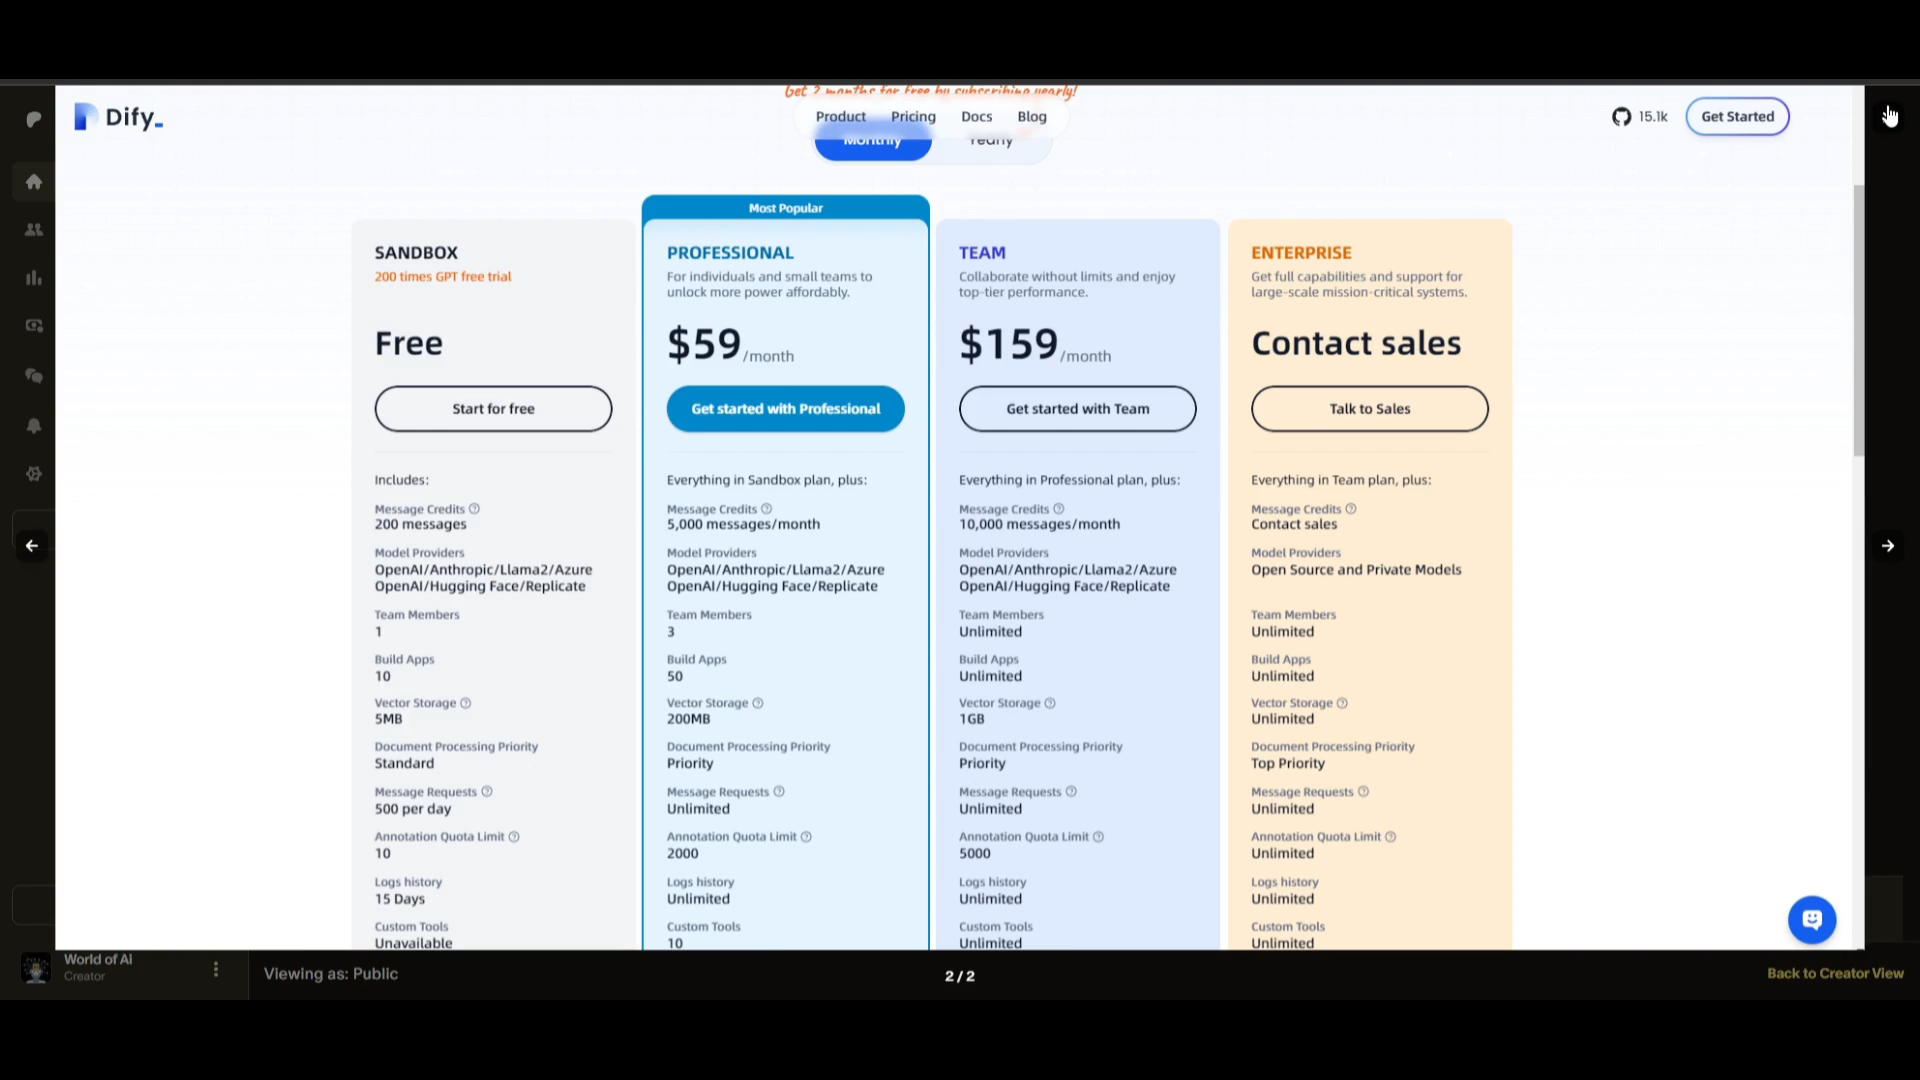 Get 2 months for free by subscribing yearly!
Dify_
Product Pricing Docs Blog
15.1k
Get Started
Monthly Yearly
Most Popular
SANDBOX
200 times GPT free trial
Free
Start for free
Includes:
Message Credits
200 messages
Model Providers
OpenAI/Anthropic/Llama2/Azure
OpenAI/Hugging Face/Replicate
Team Members
1
Build Apps
10
Vector Storage
5MB
Document Processing Priority
Standard
Message Requests
500 per day
Annotation Quota Limit
10
Logs history
15 Days
Custom Tools
Unavailable
PROFESSIONAL
For individuals and small teams to
unlock more power affordably.
$59/month
Get started with Professional
Everything in Sandbox plan, plus:
Message Credits
5,000 messages/month
Model Providers
OpenAI/Anthropic/Llama2/Azure
OpenAI/Hugging Face/Replicate
Team Members
3
Build Apps
50
Vector Storage
200MB
Document Processing Priority
Priority
Message Requests
Unlimited
Annotation Quota Limit
2000
Logs history
Unlimited
Custom Tools
10
TEAM
Collaborate without limits and enjoy
top-tier performance.
$159/month
Get started with Team
Everything in Professional plan, plus:
Message Credits
10,000 messages/month
Model Providers
OpenAI/Anthropic/Llama2/Azure
OpenAI/Hugging Face/Replicate
Team Members
Unlimited
Build Apps
Unlimited
Vector Storage
1GB
Document Processing Priority
Priority
Message Requests
Unlimited
Annotation Quota Limit
5000
Logs history
Unlimited
Custom Tools
Unlimited
ENTERPRISE
Get full capabilities and support for
large-scale mission-critical systems.
Contact sales
Talk to Sales
Everything in Team plan, plus:
Message Credits
Contact sales
Model Providers
Open Source and Private Models
Team Members
Unlimited
Build Apps
Unlimited
Vector Storage
Unlimited
Document Processing Priority
Top Priority
Message Requests
Unlimited
Annotation Quota Limit
Unlimited
Logs history
Unlimited
Custom Tools
Unlimited
World of AI
Creator
Viewing as: Public
2 / 2
Back to Creator View